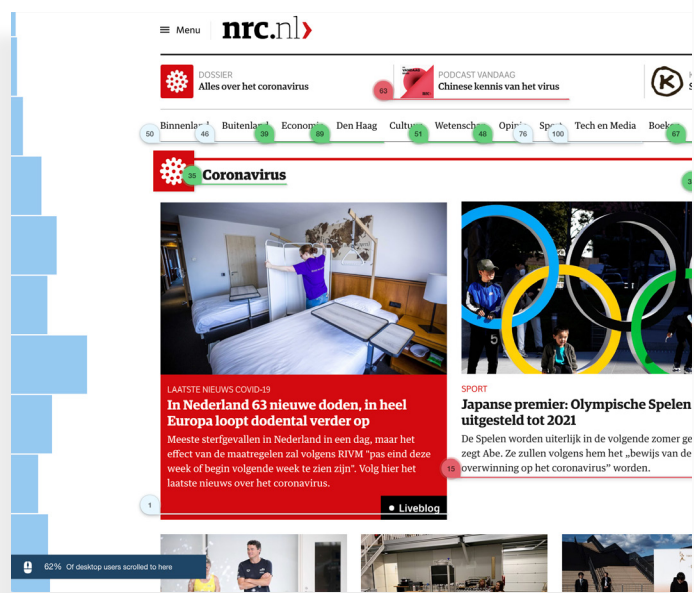 Menu
nrc.nl
DOSSIER
Alles over het coronavirus
63
PODCAST VANDAAG
Chinese kennis van het virus
K
50
Binnenland
46
Buitenland
39
Economie
89
Den Haag
Cultuur
51
Wetenschap
48
Opinie
76
Sport
100
Tech en Media
Boeken
67
35
Coronavirus
3
LAATSTE NIEUWS COVID-19
In Nederland 63 nieuwe doden, in heel
Europa loopt dodental verder op
Meeste sterfgevallen in Nederland in een dag, maar het
effect van de maatregelen zal volgens RIVM "pas eind deze
week of begin volgende week te zien zijn". Volg hier het
laatste nieuws over het coronavirus.
1
Liveblog
SPORT
Japanse premier: Olympische Spelen
uitgesteld tot 2021
De Spelen worden uiterlijk in de volgende zomer ge
zegt Abe. Ze zullen volgens hem het „bewijs van de
15
overwinning op het coronavirus” worden.
62% Of desktop users scrolled to here